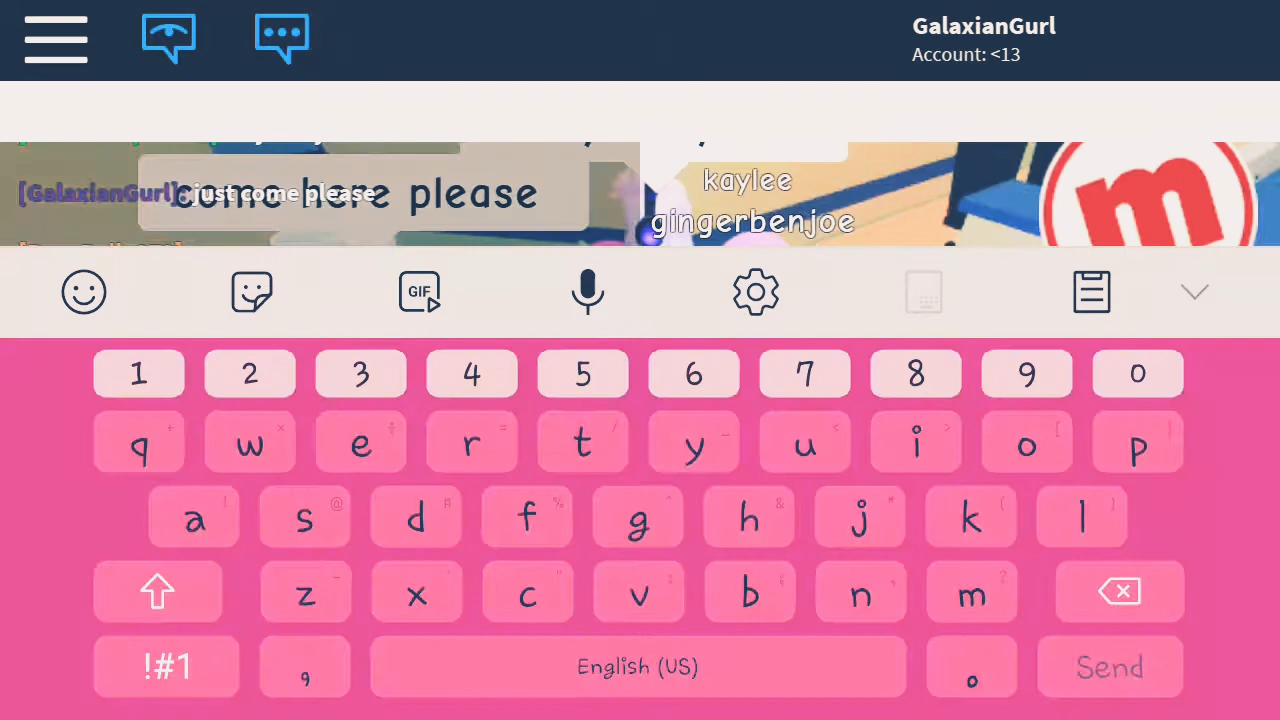 GalaxianGurl
Account: <13
[GalaxianGurl]: just come please
come here please
kaylee
gingerbenjoe
m
GIF
1 2 3 4 5 6 7 8 9 0
q w e r t y u i o p
a s d f g h j k l
z x c v b n m
!#1 , English (US) . Send